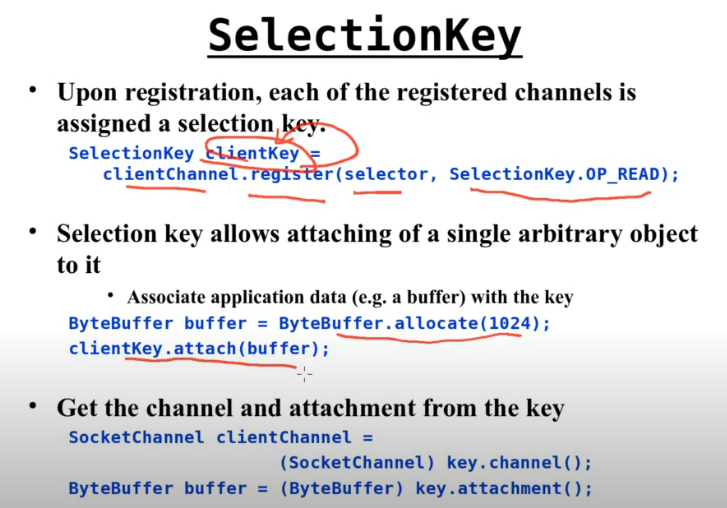 SelectionKey
• Upon registration, each of the registered channels is
assigned a selection key.
SelectionKey clientKey =
clientChannel.register(selector, SelectionKey.OP_READ);
• Selection key allows attaching of a single arbitrary object
to it
• Associate application data (e.g. a buffer) with the key
ByteBuffer buffer = ByteBuffer.allocate(1024);
clientKey.attach(buffer);
• Get the channel and attachment from the key
SocketChannel clientChannel =
(SocketChannel) key.channel();
ByteBuffer buffer = (ByteBuffer) key.attachment();